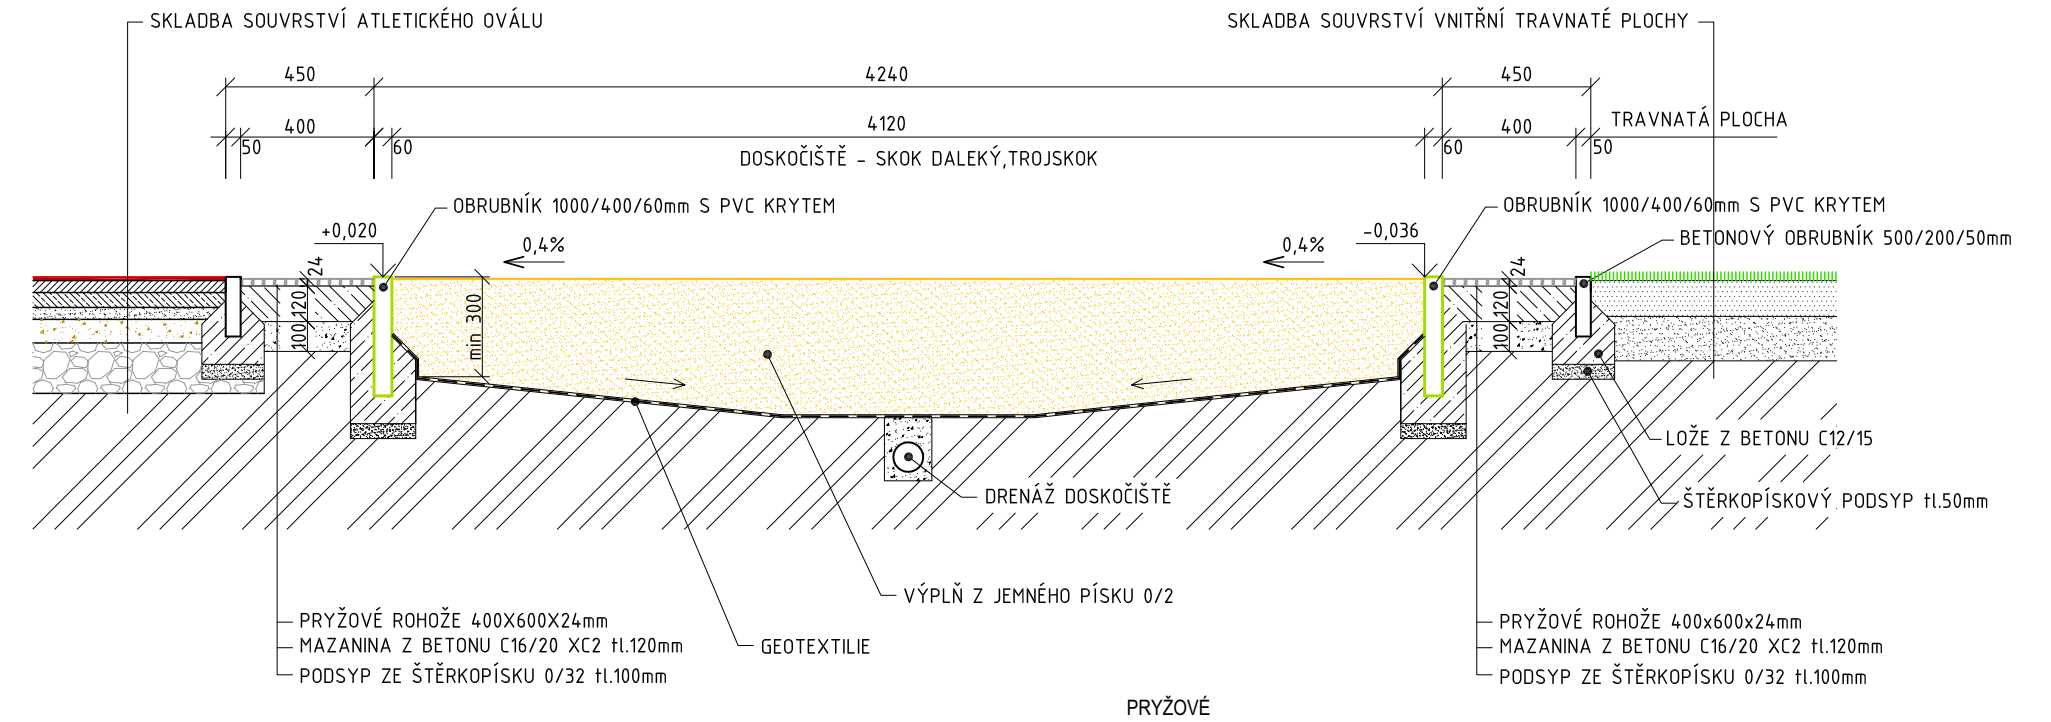 SKLADBA SOUVRSTVÍ ATLETICKÉHO OVÁLU
SKLADBA SOUVRSTVÍ VNITŘNÍ TRAVNATÉ PLOCHY
450
4240
450
400
50
60
4120
60
400
50
TRAVNATÁ PLOCHA
DOSKOČIŠTĚ - SKOK DALEKÝ,TROJSKOK
OBRUBNÍK 1000/400/60mm S PVC KRYTEM
OBRUBNÍK 1000/400/60mm S PVC KRYTEM
+0,020
0,4%
0,4%
-0,036
BETONOVÝ OBRUBNÍK 500/200/50mm
24
120
100
min 300
24
120
100
LOŽE Z BETONU C12/15
DRENÁŽ DOSKOČIŠTĚ
ŠTĚRKOPÍSKOVÝ PODSYP tl.50mm
VÝPLŇ Z JEMNÉHO PÍSKU 0/2
GEOTEXTILIE
PRYŽOVÉ ROHOŽE 400X600X24mm
MAZANINA Z BETONU C16/20 XC2 tl.120mm
PODSYP ZE ŠTĚRKOPÍSKU 0/32 tl.100mm
PRYŽOVÉ ROHOŽE 400x600x24mm
MAZANINA Z BETONU C16/20 XC2 tl.120mm
PODSYP ZE ŠTĚRKOPÍSKU 0/32 tl.100mm
PRYŽOVÉ